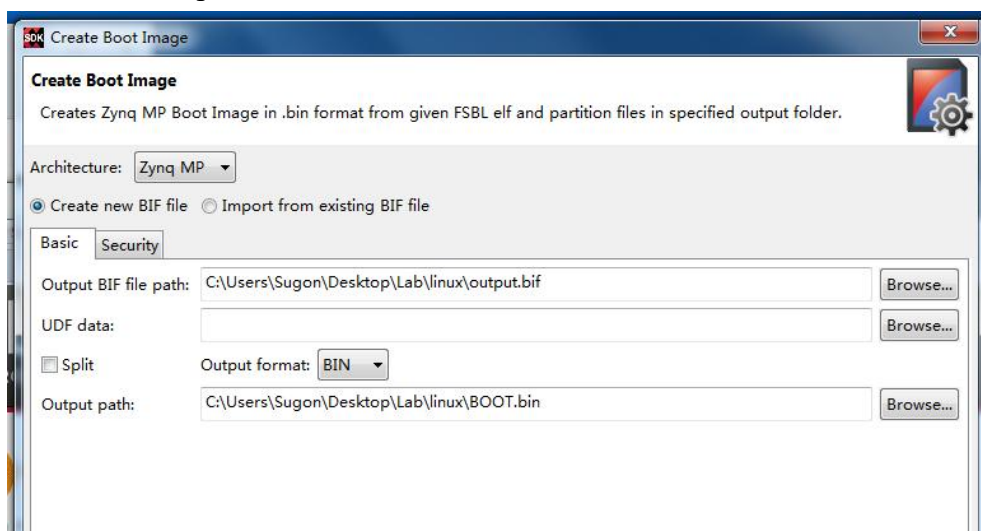 SDK Create Boot Image
Create Boot Image
Creates Zynq MP Boot Image in .bin format from given FSBL elf and partition files in specified output folder.
Architecture: Zynq MP
Create new BIF file Import from existing BIF file
Basic Security
Output BIF file path: C:\Users\Sugon\Desktop\Lab\linux\output.bif Browse...
UDF data: Browse...
Split Output format: BIN
Output path: C:\Users\Sugon\Desktop\Lab\linux\BOOT.bin Browse...